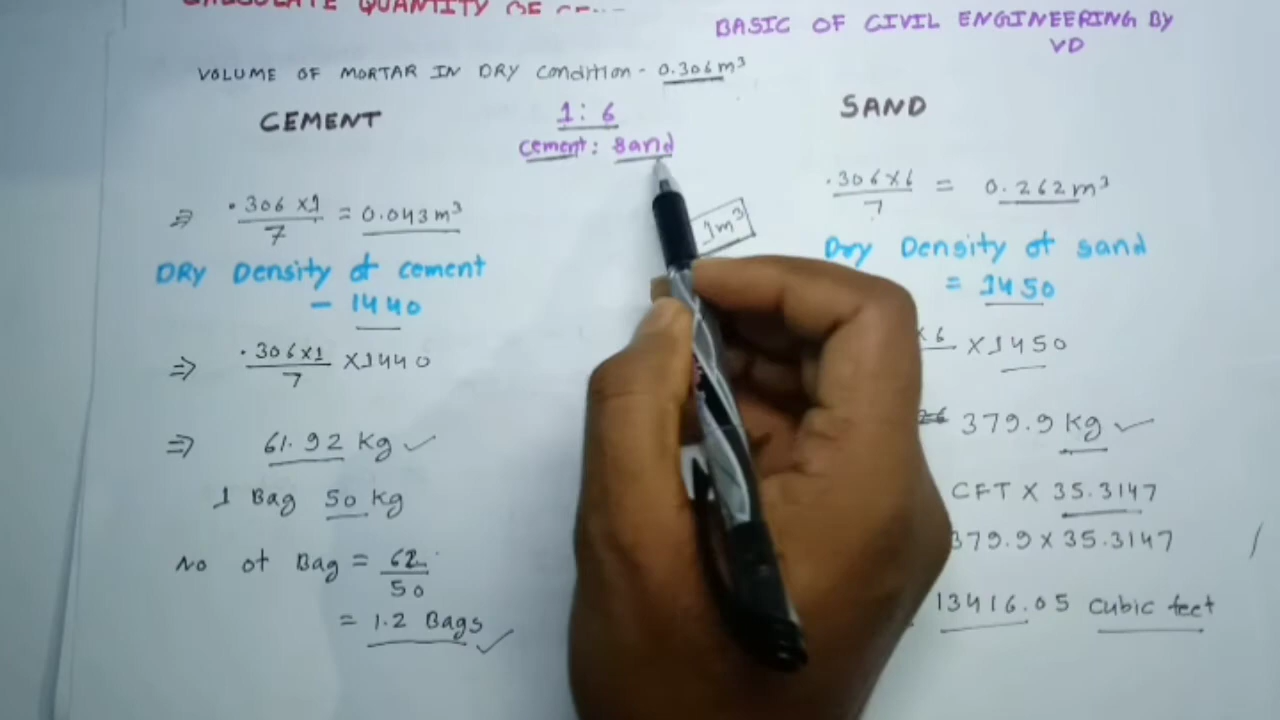 CALCULATE QUANTITY OF
BASIC OF CIVIL ENGINEERING BY
VD
VOLUME OF MORTAR IN DRY Condition - 0.306 m³
CEMENT
1 : 6
cement : sand
SAND
.306 x 1 / 7 = 0.043 m³
.306 x 6 / 7 = 0.262 m³
1m³
DRY Density of cement
- 1440
Dry Density of sand
= 1450
⇒ .306 x 1 / 7 x 1440
x 6 x 1450
⇒ 61.92 Kg ✓
379.9 kg ✓
1 Bag 50 kg
CFT x 35.3147
379.9 x 35.3147
No of Bag = 62 / 50
= 1.2 Bags ✓
13416.05 cubic feet